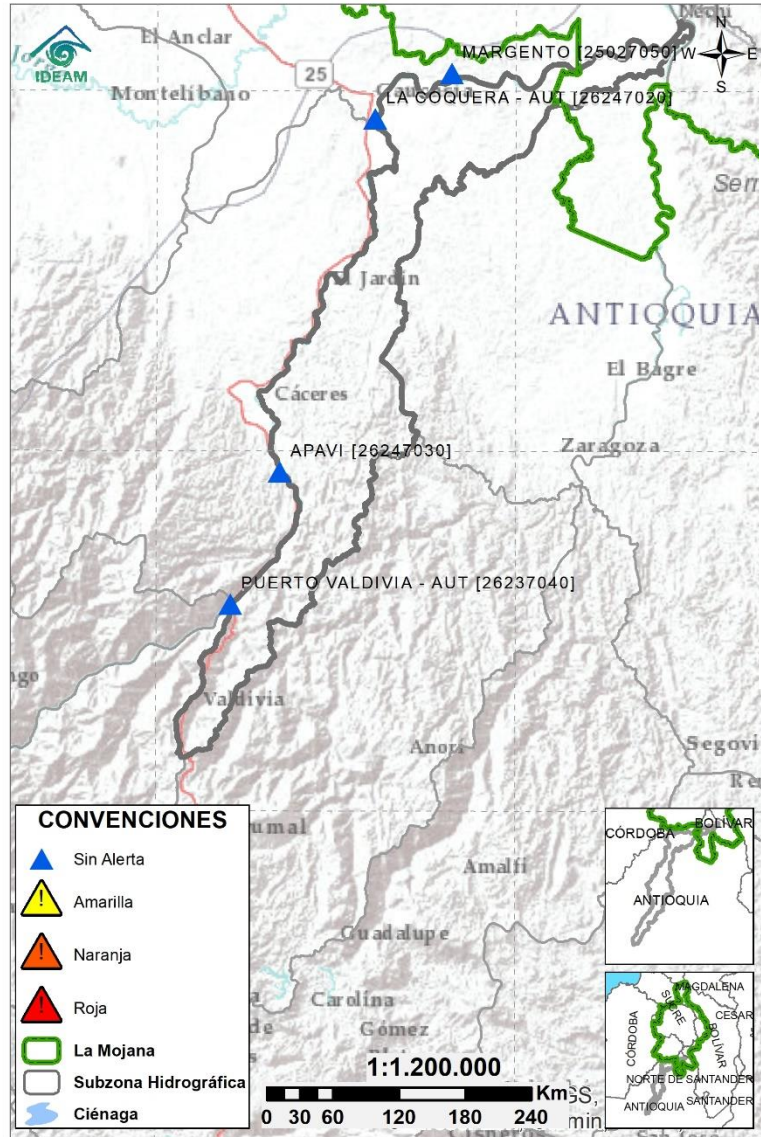 Nechí
N
W E
S
IDEAM
El Anclar
25
MARGENTO [25027050]
Montelíbano
LA COQUERA - AUT [26247020]
El Jardín
ANTIOQUIA
El Bagre
Cáceres
Zaragoza
APAVI [26247030]
PUERTO VALDIVIA - AUT [26237040]
Valdivia
Anorí
Amalfi
Guadalupe
Carolina
Gómez
CONVENCIONES
Sin Alerta
Amarilla
Naranja
Roja
La Mojana
Subzona Hidrográfica
Ciénaga
1:1.200.000
Km
0 30 60 120 180 240
CÓRDOBA
BOLÍVAR
ANTIOQUIA
MAGDALENA
SUCRE
CESAR
CÓRDOBA
BOLÍVAR
NORTE DE SANTANDER
SANTANDER
ANTIOQUIA